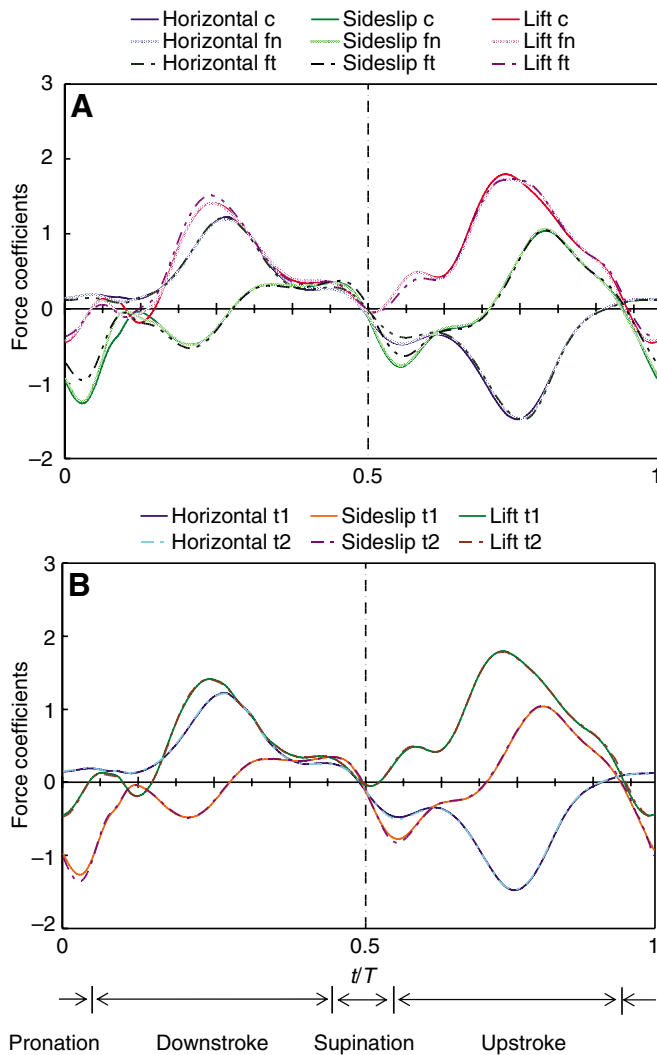 Horizontal c Sideslip c Lift c
Horizontal fn Sideslip fn Lift fn
Horizontal ft Sideslip ft Lift ft
A
3
2
1
0
–1
–2
Force coefficients
0 0.5 1
Horizontal t1 Sideslip t1 Lift t1
Horizontal t2 Sideslip t2 Lift t2
B
3
2
1
0
–1
–2
Force coefficients
0 0.5 1
t/T
Pronation Downstroke Supination Upstroke